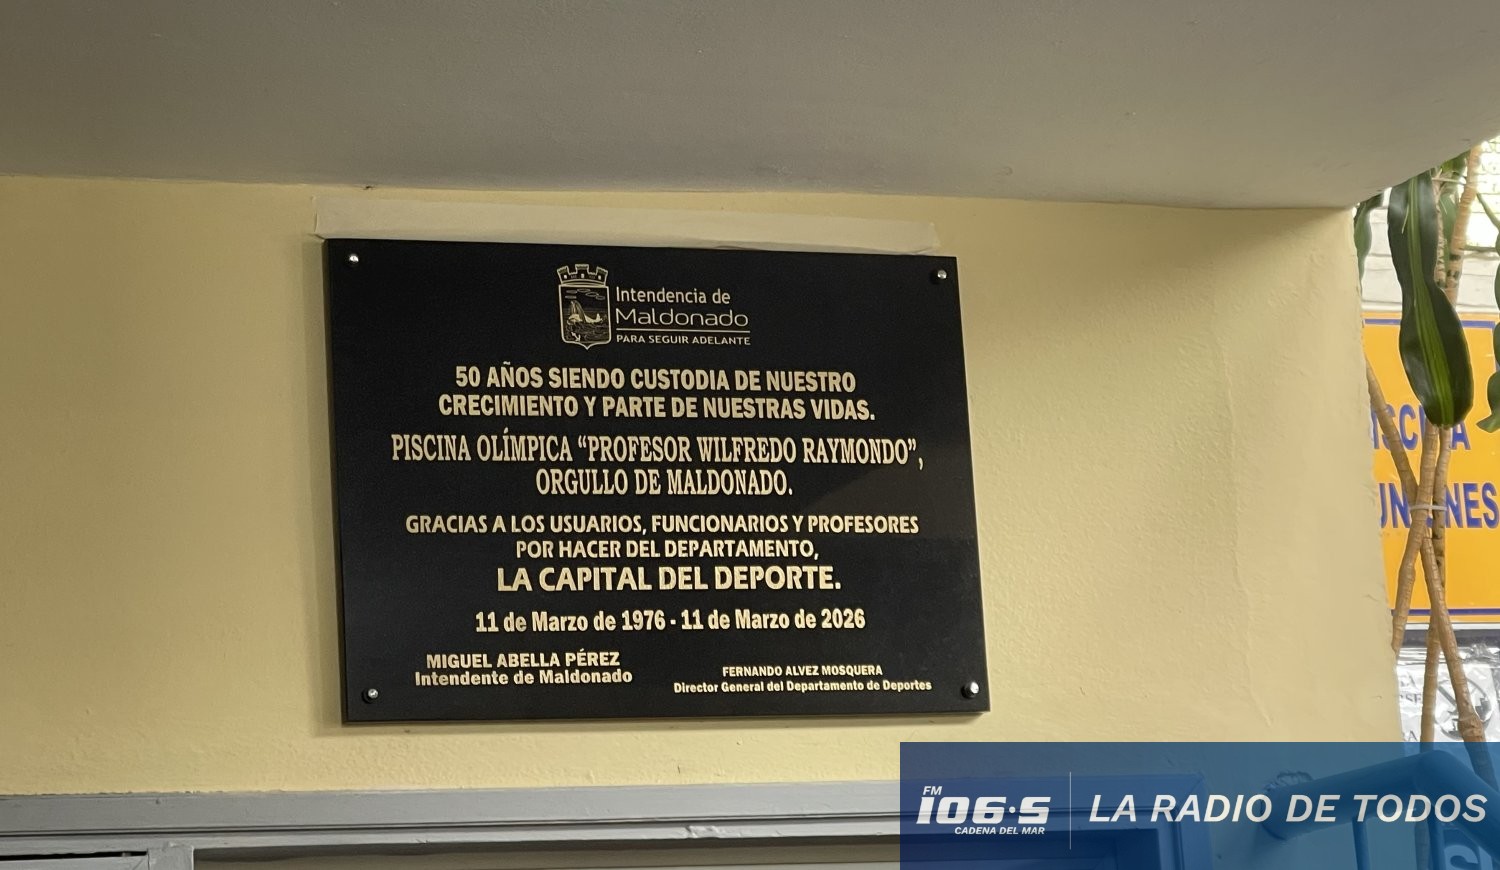 Intendencia de
Maldonado
PARA SEGUIR ADELANTE
50 AÑOS SIENDO CUSTODIA DE NUESTRO
CRECIMIENTO Y PARTE DE NUESTRAS VIDAS.
PISCINA OLÍMPICA “PROFESOR WILFREDO RAYMONDO”,
ORGULLO DE MALDONADO.
GRACIAS A LOS USUARIOS, FUNCIONARIOS Y PROFESORES
POR HACER DEL DEPARTAMENTO,
LA CAPITAL DEL DEPORTE.
11 de Marzo de 1976 - 11 de Marzo de 2026
MIGUEL ABELLA PÉREZ
Intendente de Maldonado
FERNANDO ALVEZ MOSQUERA
Director General del Departamento de Deportes
FM
106.5
CADENA DEL MAR
LA RADIO DE TODOS